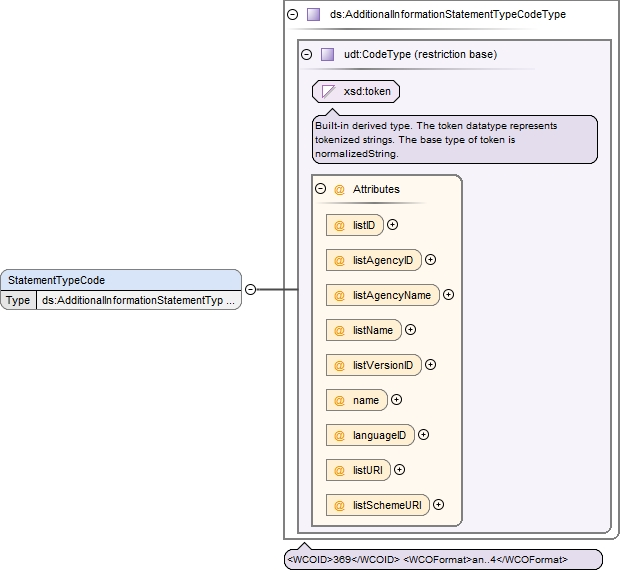 ds:AdditionalInformationStatementTypeCodeType
udt:CodeType (restriction base)
xsd:token
Built-in derived type. The token datatype represents
tokenized strings. The base type of token is
normalizedString.
@ Attributes
@ listID
@ listAgencyID
@ listAgencyName
@ listName
@ listVersionID
@ name
@ languageID
@ listURI
@ listSchemeURI
StatementTypeCode
Type ds:AdditionalInformationStatementTyp ...
<WCOID>369</WCOID> <WCOFormat>an..4</WCOFormat>